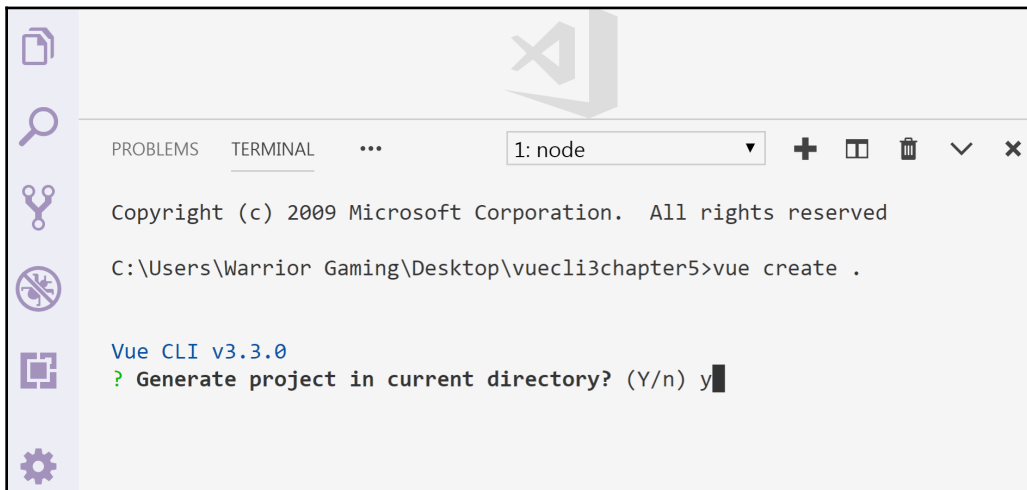 PROBLEMS TERMINAL ••• 1: node
Copyright (c) 2009 Microsoft Corporation.  All rights reserved
C:\Users\Warrior Gaming\Desktop\vuecli3chapter5>vue create .
Vue CLI v3.3.0
? Generate project in current directory? (Y/n) y